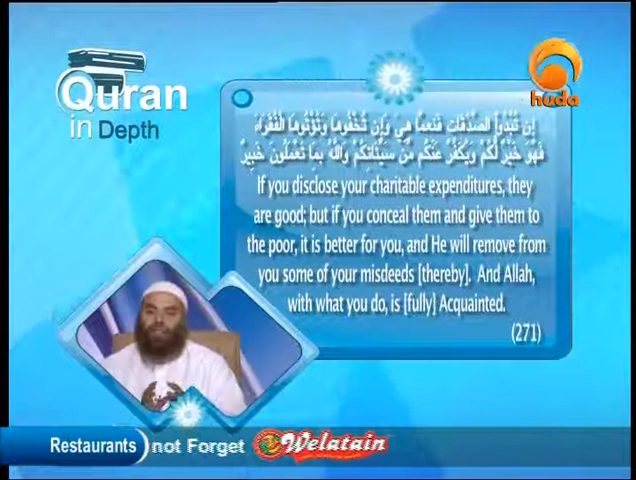 Quran
in Depth
huda
إِن تُبْدُوا۟ الصَّدَقَاتِ فَنِعِمَّا هِيَ وَإِن تُخْفُوهَا وَتُؤْتُوهَا الْفُقَرَاءَ
فَهُوَ خَيْرٌ لَّكُمْ وَيُكَفِّرُ عَنكُم مِّن سَيِّئَاتِكُمْ وَاللَّهُ بِمَا تَعْمَلُونَ خَبِيرٌ
If you disclose your charitable expenditures, they
are good; but if you conceal them and give them to
the poor, it is better for you, and He will remove from
you some of your misdeeds [thereby]. And Allah,
with what you do, is [fully] Acquainted.
(271)
Restaurants not Forget Welatain